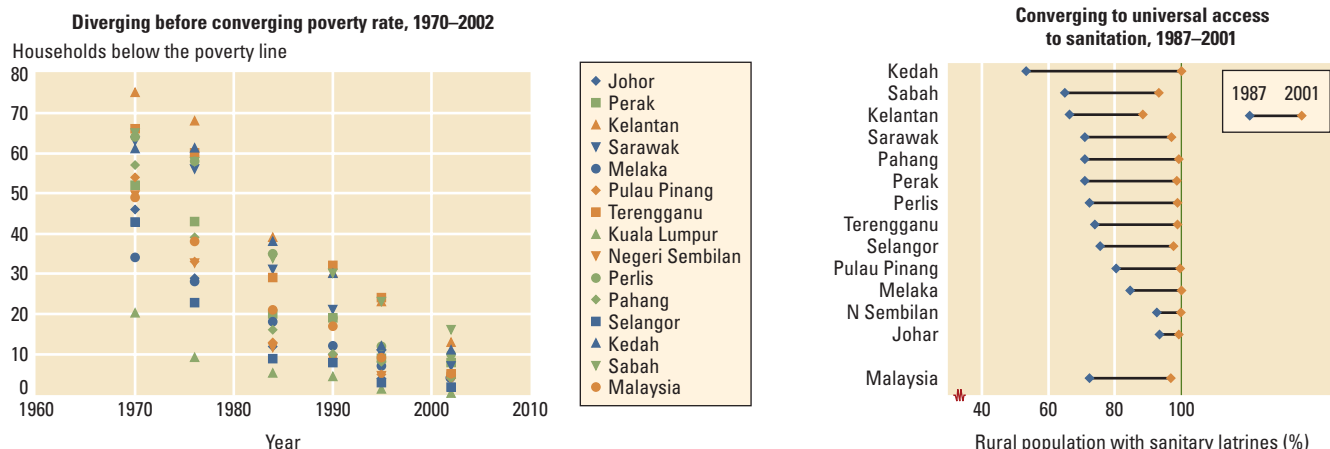 Diverging before converging poverty rate, 1970–2002
Households below the poverty line
80
70
60
50
40
30
20
10
0
1960
1970
1980
1990
2000
2010
Year
Johor
Perak
Kelantan
Sarawak
Melaka
Pulau Pinang
Terengganu
Kuala Lumpur
Negeri Sembilan
Perlis
Pahang
Selangor
Kedah
Sabah
Malaysia
Converging to universal access
to sanitation, 1987–2001
Kedah
Sabah
Kelantan
Sarawak
Pahang
Perak
Perlis
Terengganu
Selangor
Pulau Pinang
Melaka
N Sembilan
Johar
Malaysia
1987 2001
40
60
80
100
Rural population with sanitary latrines (%)